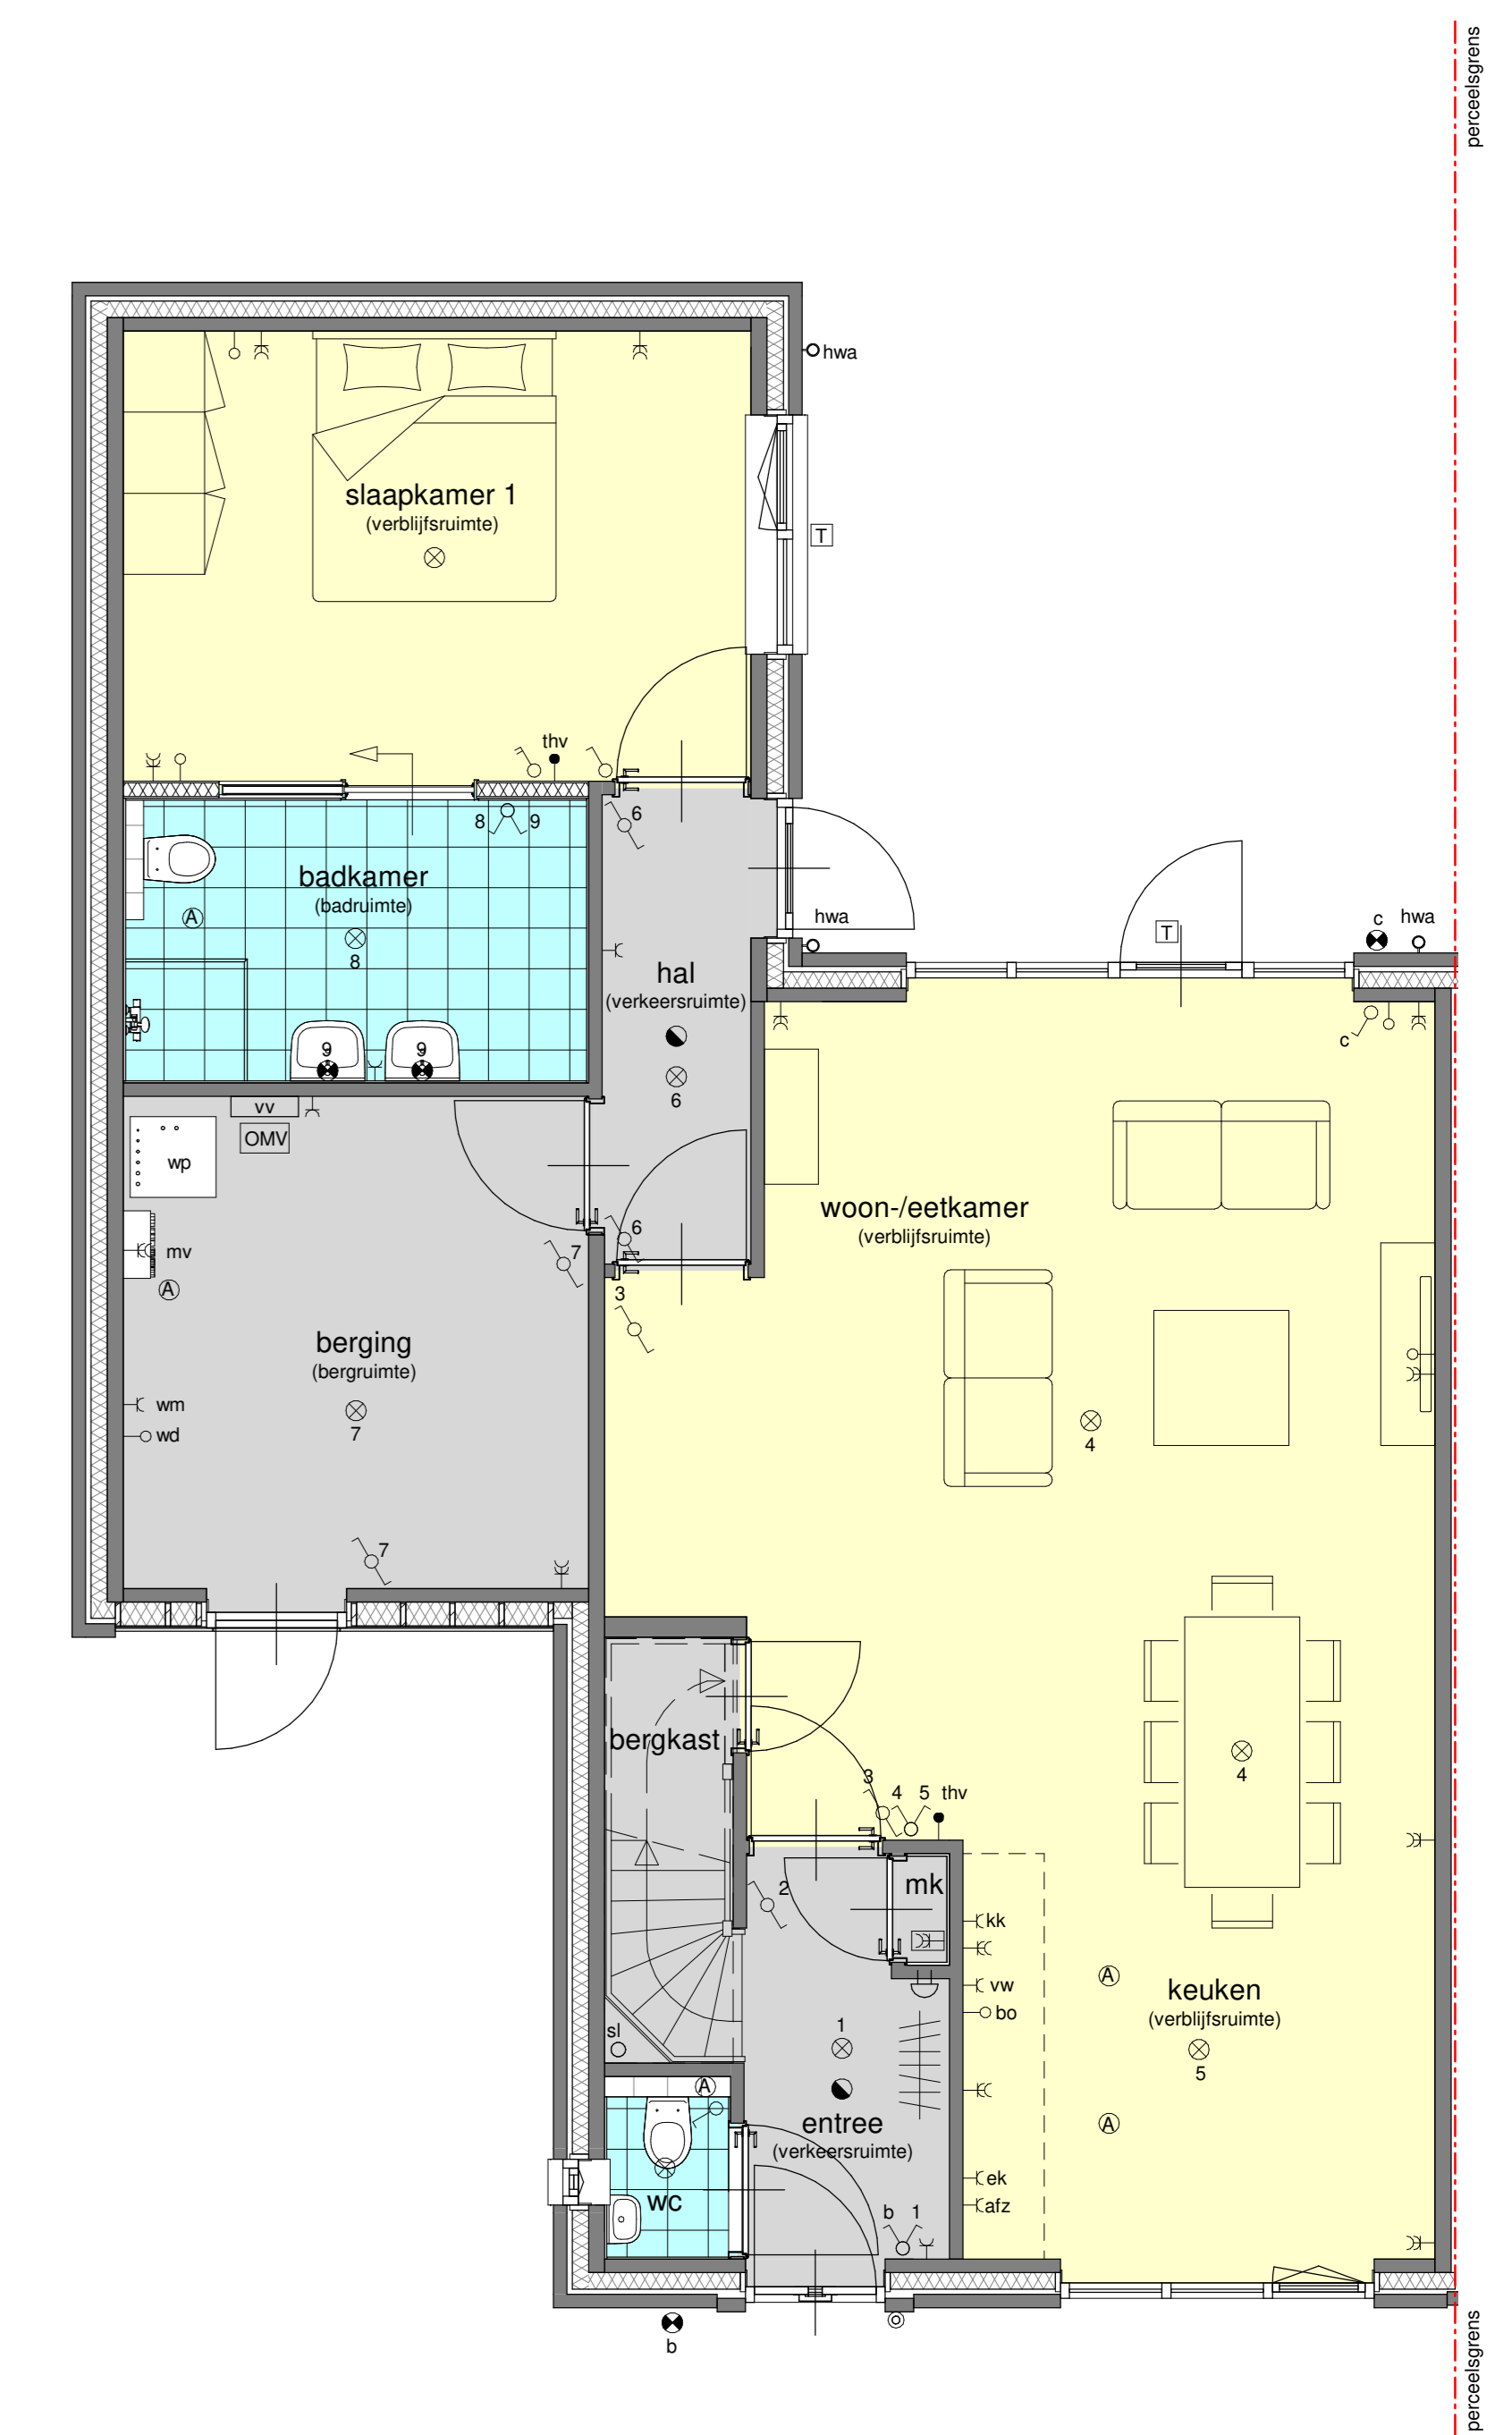 perceelsgrens
hwa
slaapkamer 1
(verblijfsruimte)
T
thv
8
9
6
badkamer
(badruimte)
A
8
hwa
T
c
hwa
hal
(verkeersruimte)
c
9
9
6
vv
OMV
wp
woon-/eetkamer
(verblijfsruimte)
6
mv
7
A
3
berging
(bergruimte)
wm
7
wd
4
7
bergkast
4
3
4
5
thv
mk
2
kk
A
vw
keuken
(verblijfsruimte)
bo
1
sl
5
A
entree
(verkeersruimte)
A
ek
wc
afz
b
1
b
perceelsgrens